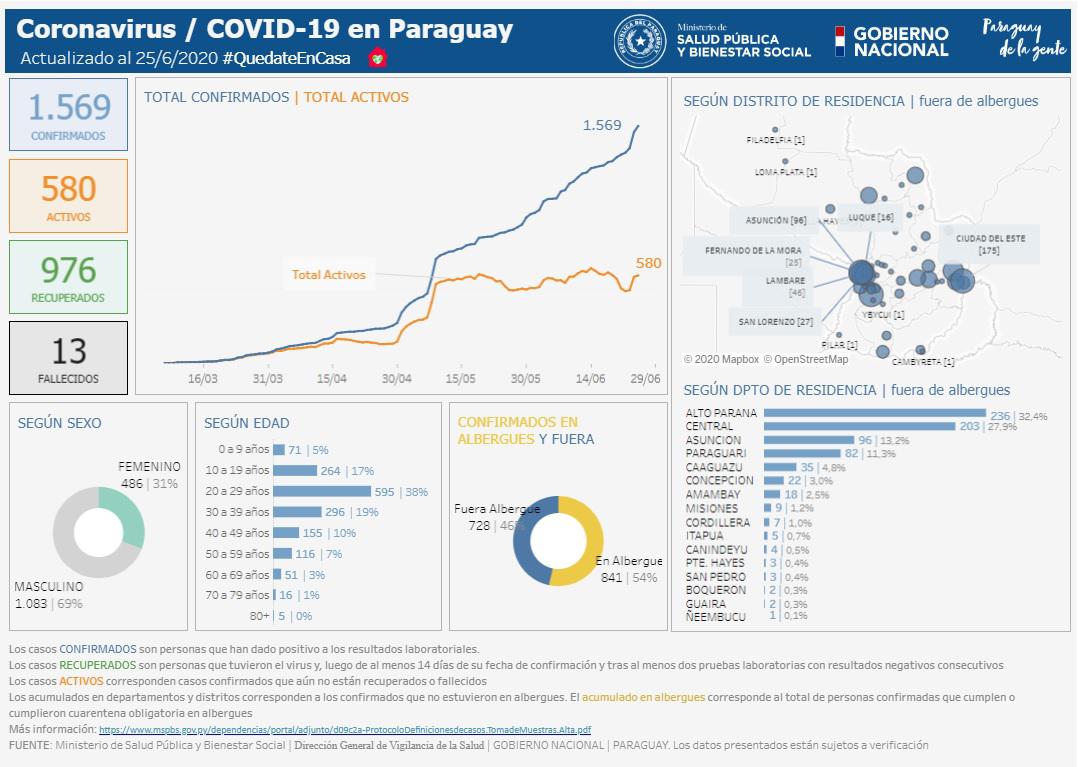 Coronavirus / COVID-19 en Paraguay
Actualizado al 25/6/2020 #QuedateEnCasa
REPUBLICA DEL PARAGUAY
Ministerio de
SALUD PÚBLICA
Y BIENESTAR SOCIAL
GOBIERNO
NACIONAL
Paraguay
de la gente
1.569
CONFIRMADOS
580
ACTIVOS
976
RECUPERADOS
13
FALLECIDOS
TOTAL CONFIRMADOS | TOTAL ACTIVOS
1.569
580
Total Activos
16/03 31/03 15/04 30/04 15/05 30/05 14/06 29/06
SEGÚN DISTRITO DE RESIDENCIA | fuera de albergues
FILADELFIA [1]
LOMA PLATA [1]
ASUNCIÓN [96]
LUQUE [16]
CIUDAD DEL ESTE
[175]
FERNANDO DE LA MORA
[25]
LAMBARE
[46]
SAN LORENZO [27]
YBYCUI [1]
PILAR [1]
CAMBYRETA [1]
© 2020 Mapbox © OpenStreetMap
SEGÚN DPTO DE RESIDENCIA | fuera de albergues
ALTO PARANA 236 | 32,4%
CENTRAL 203 | 27,9%
ASUNCION 96 | 13,2%
PARAGUARI 82 | 11,3%
CAAGUAZU 35 | 4,8%
CONCEPCION 22 | 3,0%
AMAMBAY 18 | 2,5%
MISIONES 9 | 1,2%
CORDILLERA 7 | 1,0%
ITAPUA 5 | 0,7%
CANINDEYU 4 | 0,5%
PTE. HAYES 3 | 0,4%
SAN PEDRO 3 | 0,4%
BOQUERON 2 | 0,3%
GUAIRA 2 | 0,3%
ÑEEMBUCU 1 | 0,1%
SEGÚN SEXO
FEMENINO
486 | 31%
MASCULINO
1.083 | 69%
SEGÚN EDAD
0 a 9 años 71 | 5%
10 a 19 años 264 | 17%
20 a 29 años 595 | 38%
30 a 39 años 296 | 19%
40 a 49 años 155 | 10%
50 a 59 años 116 | 7%
60 a 69 años 51 | 3%
70 a 79 años 16 | 1%
80+ 5 | 0%
CONFIRMADOS EN
ALBERGUES Y FUERA
Fuera Albergue
728 | 46%
En Albergue
841 | 54%
Los casos CONFIRMADOS son personas que han dado positivo a los resultados laboratoriales.
Los casos RECUPERADOS son personas que tuvieron el virus y, luego de al menos 14 días de su fecha de confirmación y tras al menos dos pruebas laboratorias con resultados negativos consecutivos
Los casos ACTIVOS corresponden casos confirmados que aún no están recuperados o fallecidos
Los acumulados en departamentos y distritos corresponden a los confirmados que no estuvieron en albergues. El acumulado en albergues corresponde al total de personas confirmadas que cumplen o
cumplieron cuarentena obligatoria en albergues
Más información: https://www.mspbs.gov.py/dependencias/portal/adjunto/d09c2a-ProtocoloDefinicionesdecasos.TomadeMuestras.Alta.pdf
FUENTE: Ministerio de Salud Pública y Bienestar Social | Dirección General de Vigilancia de la Salud | GOBIERNO NACIONAL | PARAGUAY. Los datos presentados están sujetos a verificación